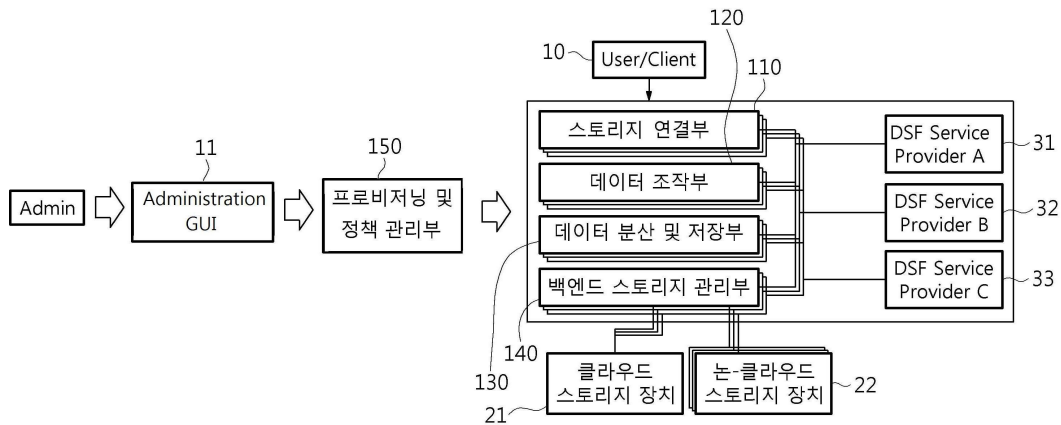 120
10
User/Client
110
스토리지 연결부
DSF Service
Provider A
31
11
150
데이터 조작부
Admin
Administration
GUI
프로비저닝 및
정책 관리부
DSF Service
Provider B
32
데이터 분산 및 저장부
백엔드 스토리지 관리부
DSF Service
Provider C
33
130
140
클라우드
스토리지 장치
21
논-클라우드
스토리지 장치
22